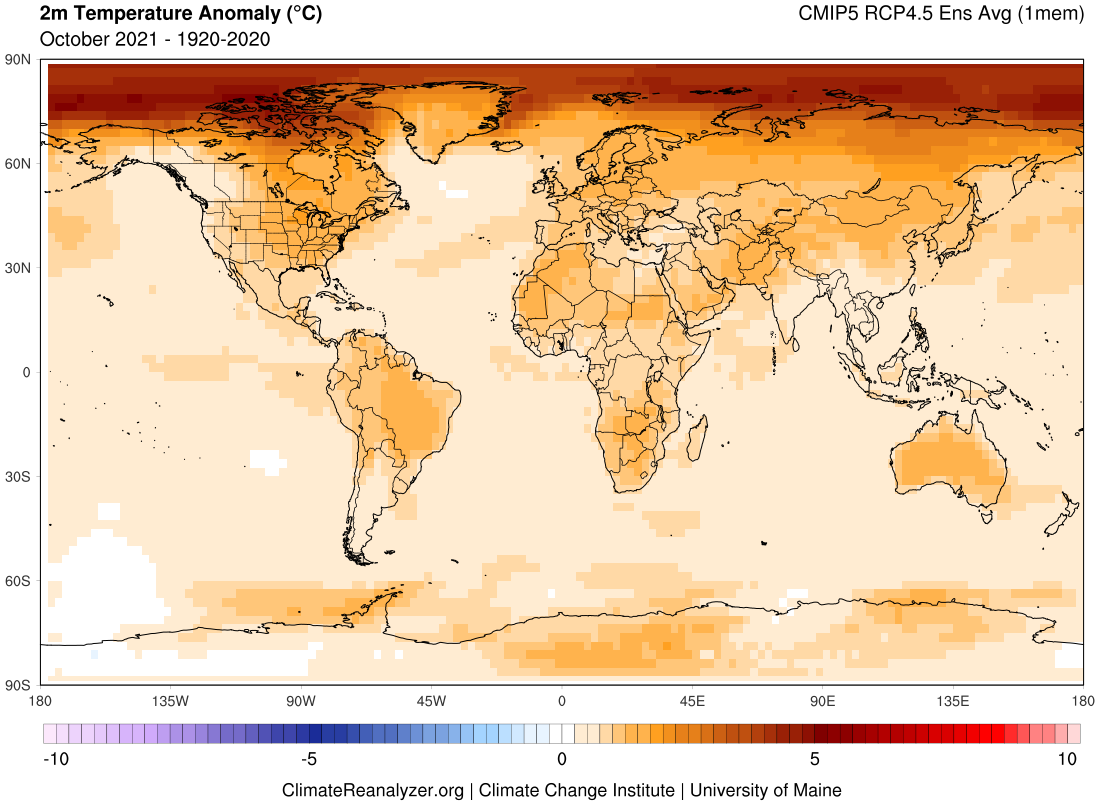 2m Temperature Anomaly (°C)
CMIP5 RCP4.5 Ens Avg (1mem)
October 2021 - 1920-2020
90N
60N
30N
0
30S
60S
90S
180 135W 90W 45W 0 45E 90E 135E 180
-10 -5 0 5 10
ClimateReanalyzer.org | Climate Change Institute | University of Maine